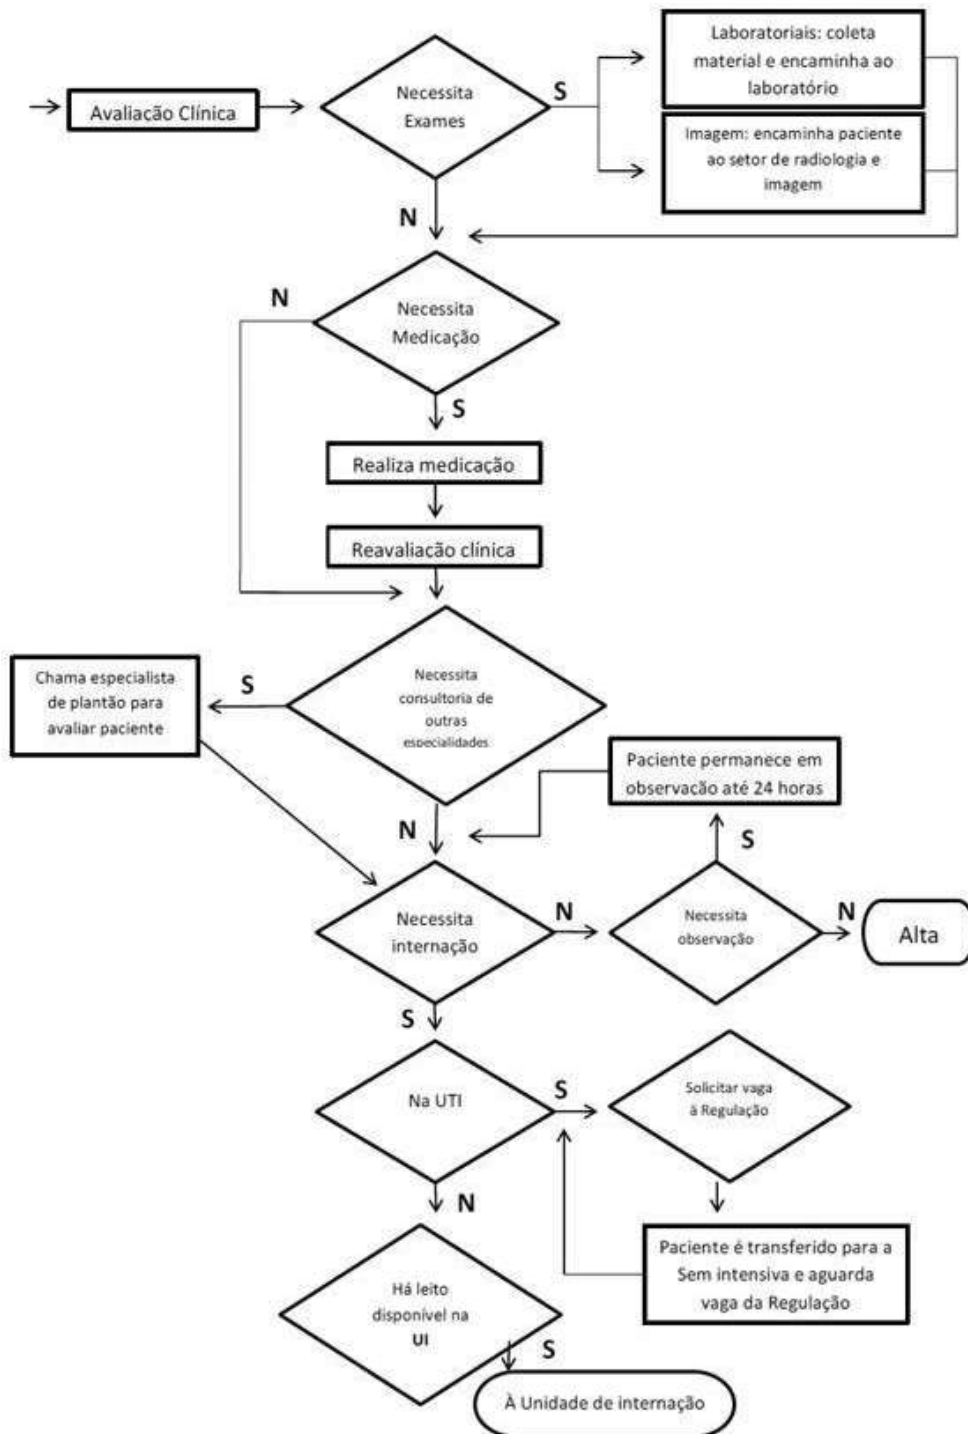 Laboratoriais: coleta
material e encaminha ao
laboratório
Necessita
Exames
S
Avaliação Clínica
Imagem: encaminha paciente
ao setor de radiologia e
imagem
N
N
Necessita
Medicação
S
Realiza medicação
Reavaliação clínica
Chama especialista
de plantão para
avaliar paciente
S
Necessita
consultoria de
outras
especialidades
Paciente permanece em
observacão até 24 horas
N
S
Necessita
internação
N
Necessita
observação
N
Alta
S
Na UTI
S
Solicitar vaga
à Regulação
N
Paciente é transferido para a
Sem intensiva e aguarda
vaga da Regulação
Há leito
disponível na
UI
S
À Unidade de internação